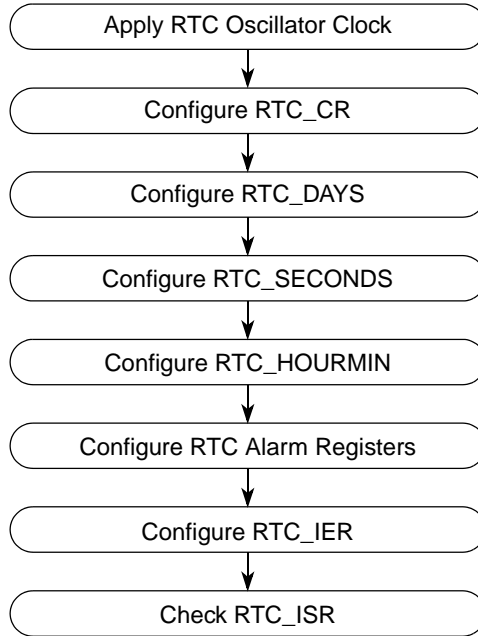 Apply RTC Oscillator Clock
Configure RTC_CR
Configure RTC_DAYS
Configure RTC_SECONDS
Configure RTC_HOURMIN
Configure RTC Alarm Registers
Configure RTC_IER
Check RTC_ISR